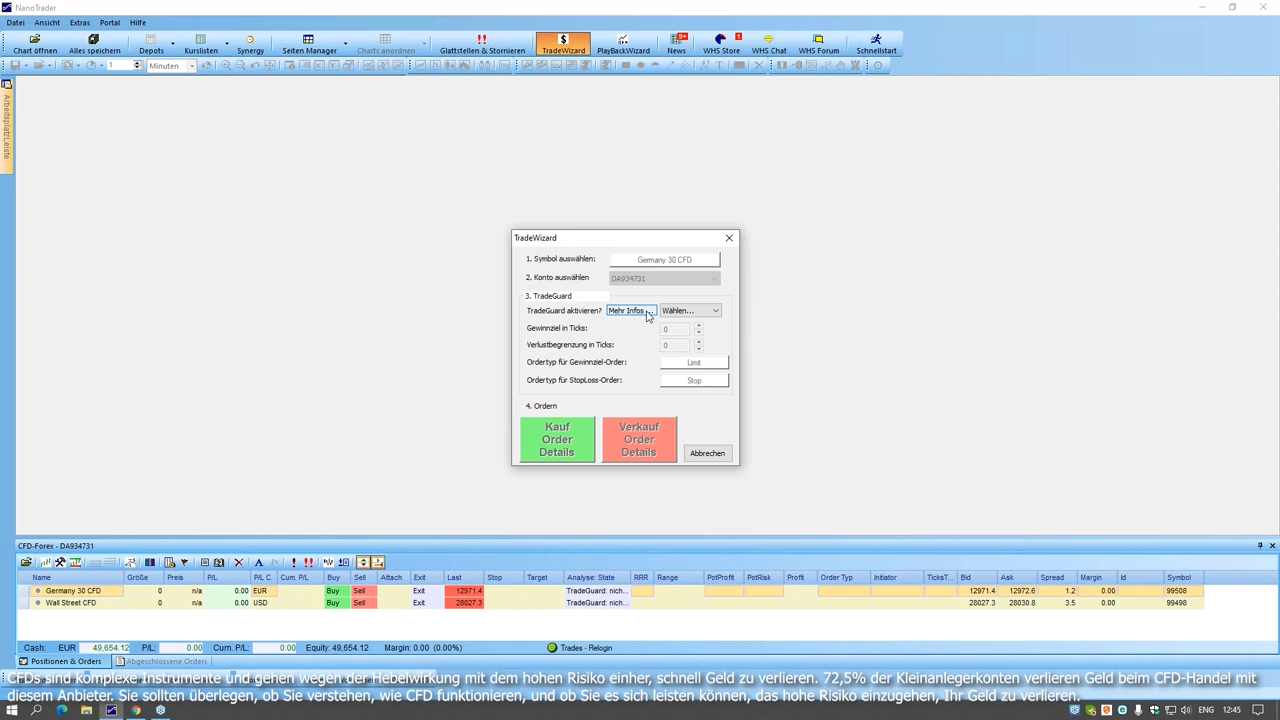 NanoTrader
Datei Ansicht Extras Portal Hilfe
Chart öffnen Alles speichern Depots Kurslisten Synergy Seiten Manager Charts anordnen Glattstellen & Stornieren TradeWizard PlayBackWizard News 9+ WHS Store 1 WHS Chat WHS Forum Schnellstart
1 Minuten
ArbeitsplatzLeiste
TradeWizard
1. Symbol auswählen: Germany 30 CFD
2. Konto auswählen DA934731
3. TradeGuard
TradeGuard aktivieren? Mehr Infos ... Wählen...
Gewinnziel in Ticks: 0
Verlustbegrenzung in Ticks: 0
Ordertyp für Gewinnziel-Order: Limit
Ordertyp für StopLoss-Order: Stop
4. Ordern
Kauf
Order
Details
Verkauf
Order
Details
Abbrechen
CFD-Forex - DA934731
Name Größe Preis P/L P/L C. Cum. P/L Buy Sell Attach Exit Last Stop Target Analyse: State RRR Range PotProfit PotRisk Profit Order Typ Initiator TicksT... Bid Ask Spread Margin Id Symbol
Germany 30 CFD 0 n/a 0.00 EUR Buy Sell Exit 12971.4 TradeGuard: nich... 12971.4 12972.6 1.2 0.00 99508
Wall Street CFD 0 n/a 0.00 USD Buy Sell Exit 28027.3 TradeGuard: nich... 28027.3 28030.8 3.5 0.00 99498
Cash: EUR 49,654.12 P/L: 0.00 Cum. P/L: 0.00 Equity: 49,654.12 Margin: 0.00 (0.00%) Trades - Relogin
Positionen & Orders Abgeschlossene Orders
CFDs sind komplexe Instrumente und gehen wegen der Hebelwirkung mit dem hohen Risiko einher, schnell Geld zu verlieren. 72,5% der Kleinanlegerkonten verlieren Geld beim CFD-Handel mit
diesem Anbieter. Sie sollten überlegen, ob Sie verstehen, wie CFD funktionieren, und ob Sie es sich leisten können, das hohe Risiko einzugehen, Ihr Geld zu verlieren.
ENG 12:45